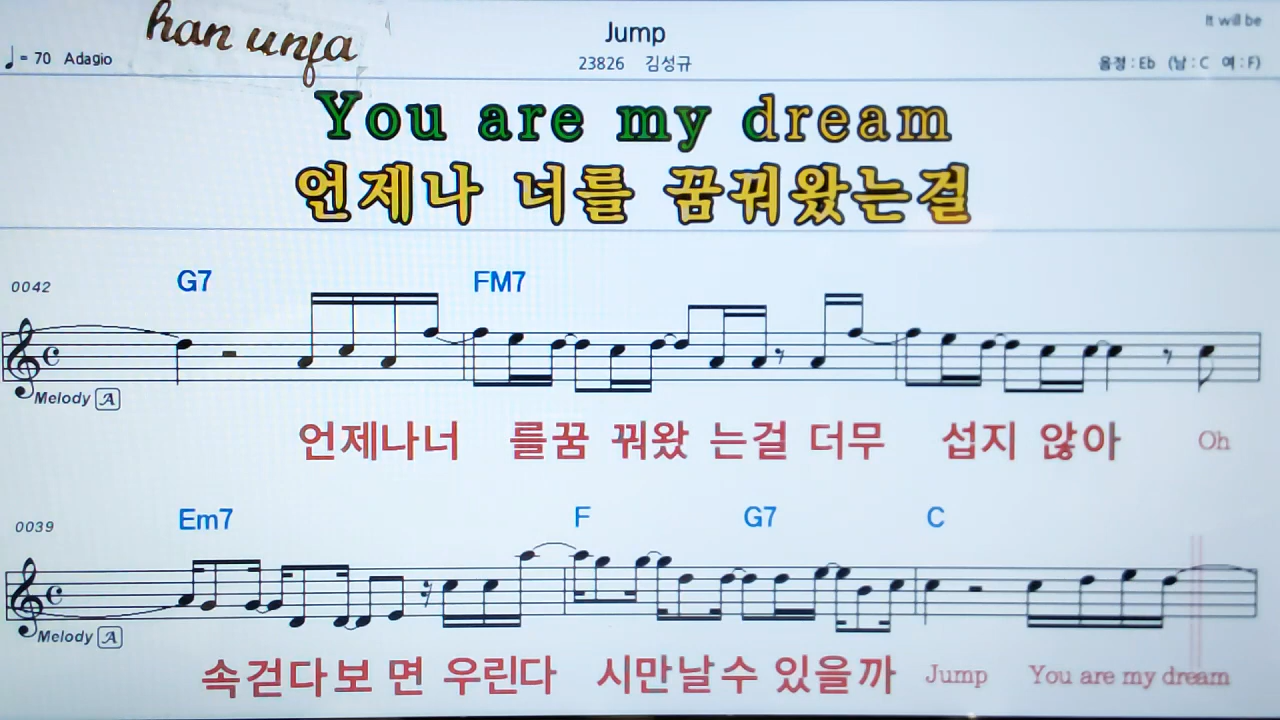 han unja
Jump
It will be
♩= 70 Adagio
23826 김성규
음정 : Eb (남 : C 여 : F)
You are my dream
언제나 너를 꿈꿔왔는걸
0042
G7 FM7
Melody A
언제나너 를꿈 꿔왔 는걸 더무 섭지 않아 Oh
0039
Em7 F G7 C
Melody A
속걷다보 면 우린다 시만날수 있을까 Jump You are my dream